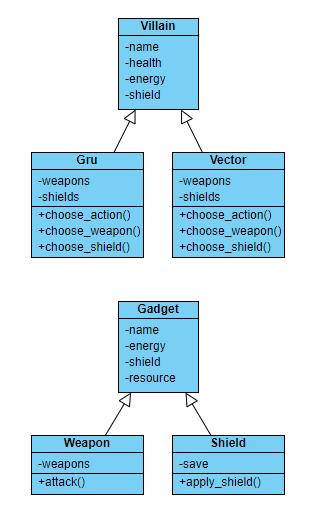 Villain
-name
-health
-energy
-shield
Gru
-weapons
-shields
+choose_action()
+choose_weapon()
+choose_shield()
Vector
-weapons
-shields
+choose_action()
+choose_weapon()
+choose_shield()
Gadget
-name
-energy
-shield
-resource
Weapon
-weapons
+attack()
Shield
-save
+apply_shield()